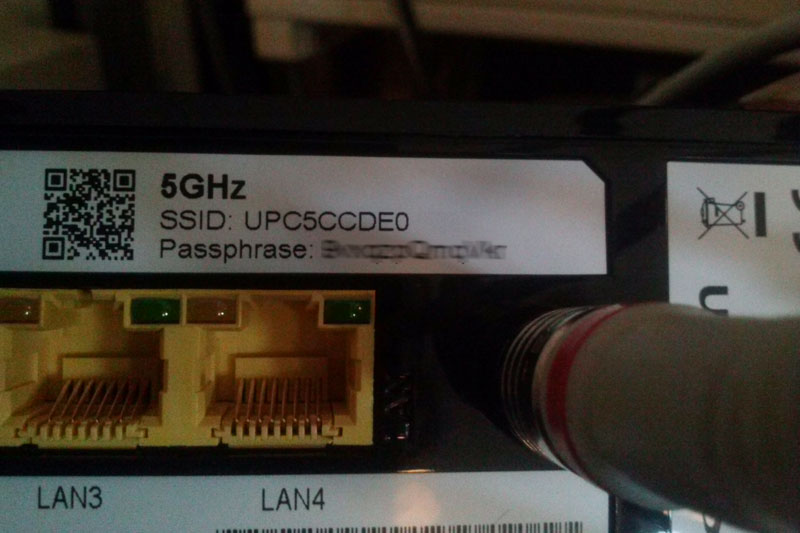 5GHz
SSID: UPC5CCDE0
Passphrase:
LAN3
LAN4